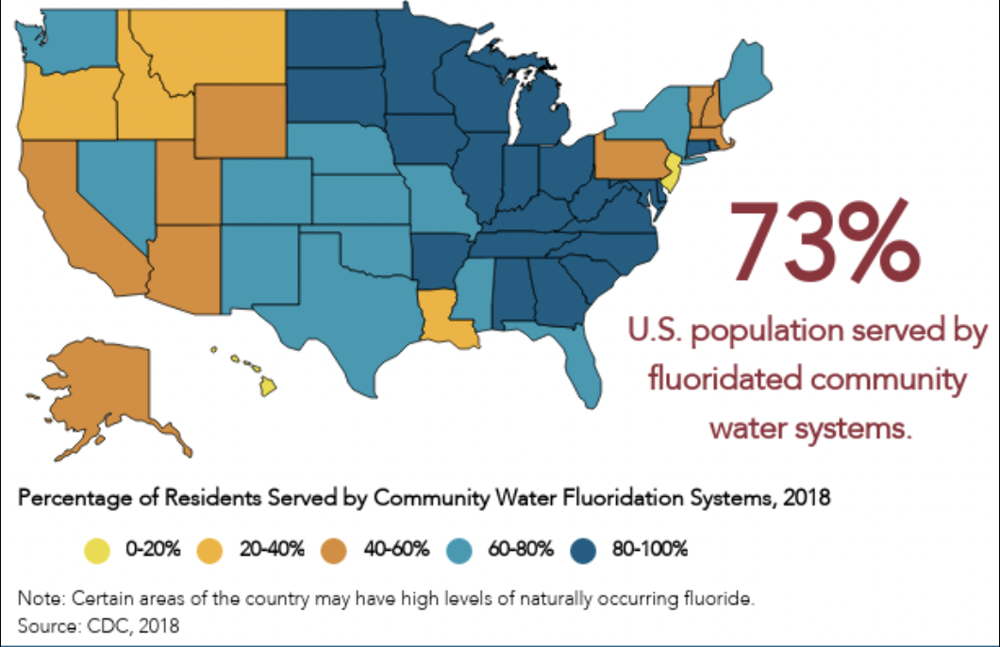 73%
U.S. population served by
fluoridated community
water systems.
Percentage of Residents Served by Community Water Fluoridation Systems, 2018
0-20% 20-40% 40-60% 60-80% 80-100%
Note: Certain areas of the country may have high levels of naturally occurring fluoride.
Source: CDC, 2018